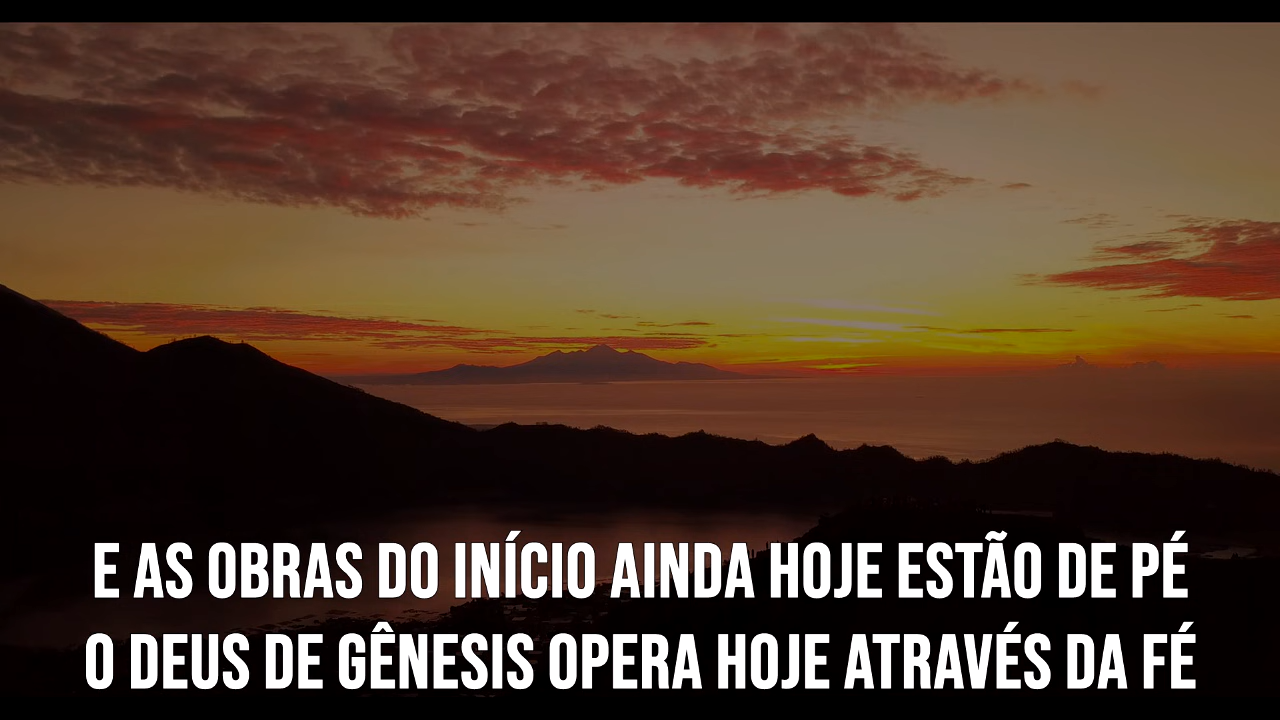 E AS OBRAS DO INÍCIO AINDA HOJE ESTÃO DE PÉ
O DEUS DE GÊNESIS OPERA HOJE ATRAVÉS DA FÉ